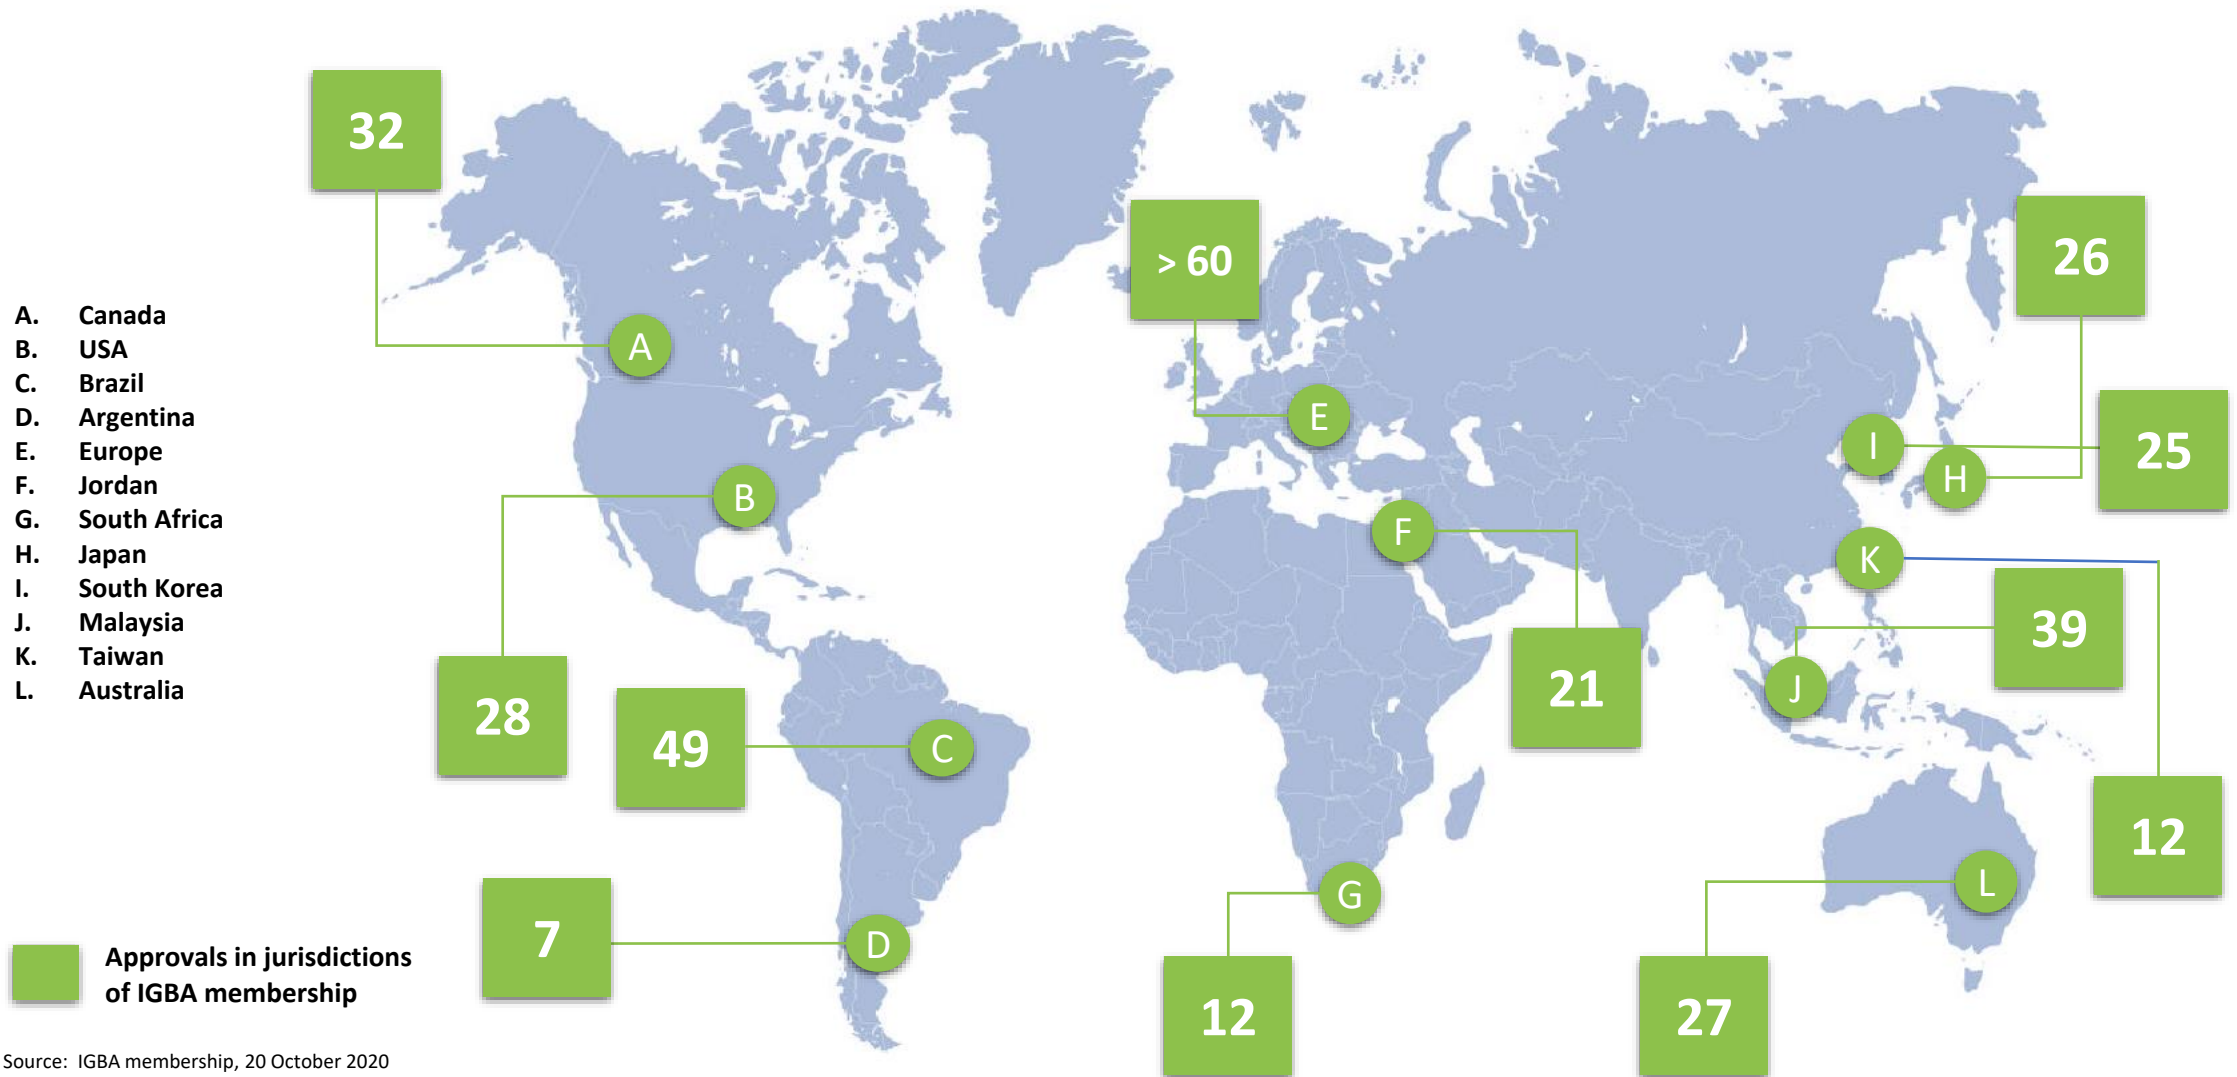 32
> 60
26
A. Canada
B. USA
C. Brazil
D. Argentina
E. Europe
F. Jordan
G. South Africa
H. Japan
I. South Korea
J. Malaysia
K. Taiwan
L. Australia
A
E
I
25
H
B
F
K
39
28
49
C
21
J
12
7
D
G
L
12
27
Approvals in jurisdictions
of IGBA membership
Source: IGBA membership, 20 October 2020